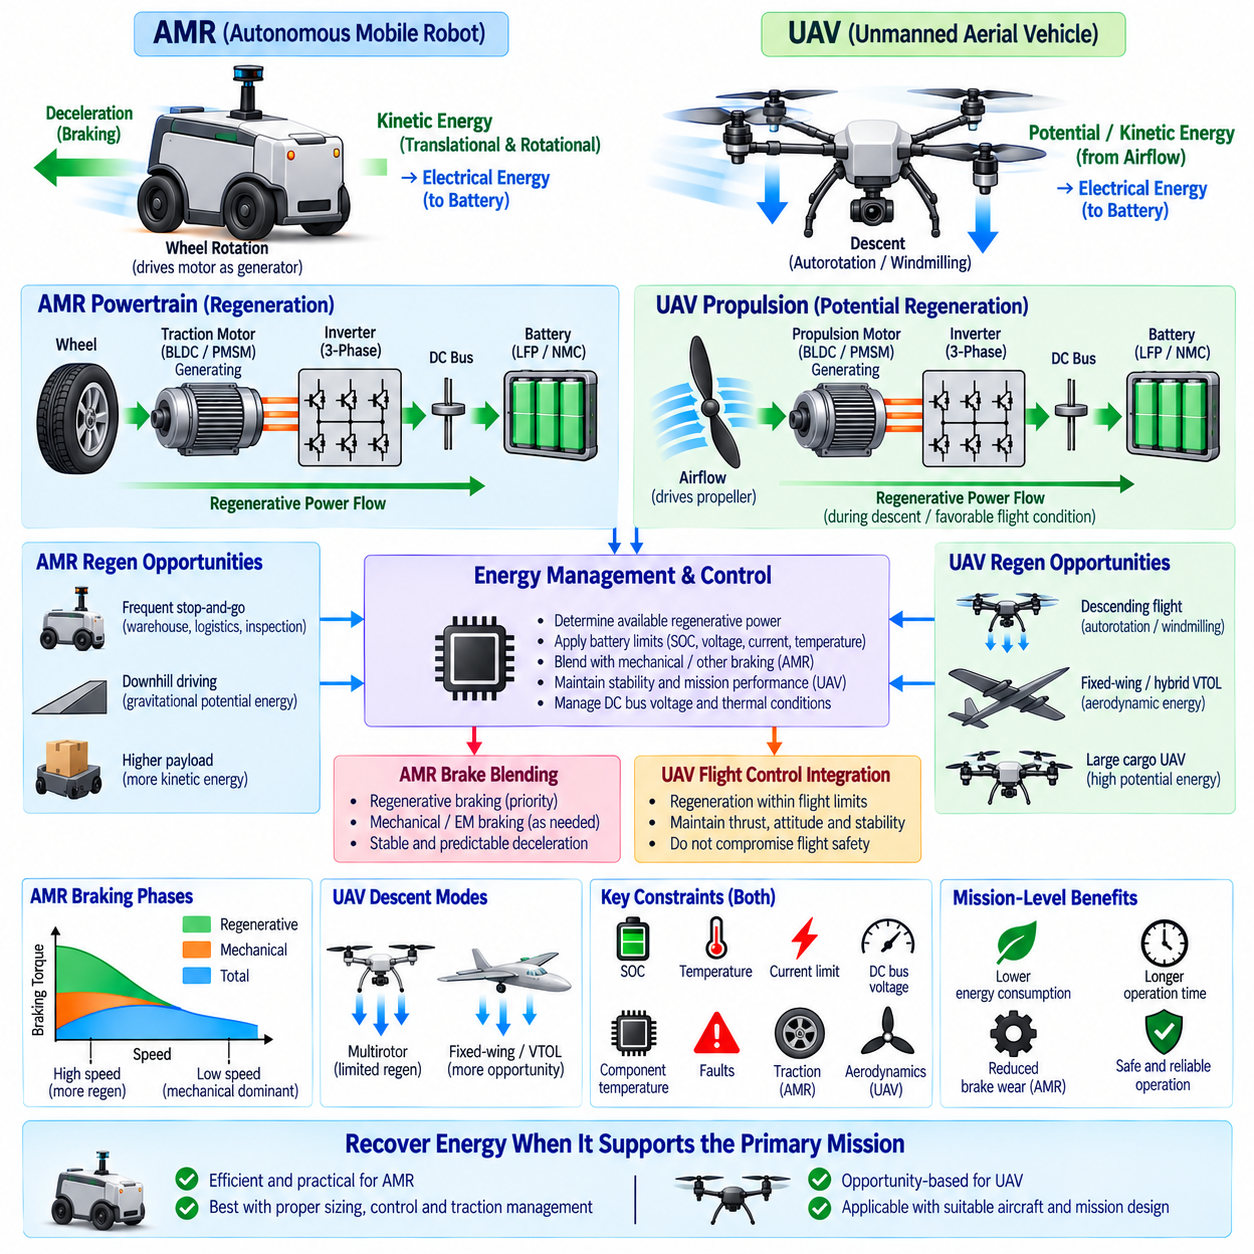 AMR (Autonomous Mobile Robot)
UAV (Unmanned Aerial Vehicle)
Deceleration
(Braking)
Kinetic Energy
(Translational & Rotational)
→ Electrical Energy
(to Battery)
Wheel Rotation
(drives motor as generator)
Potential / Kinetic Energy
(from Airflow)
→ Electrical Energy
(to Battery)
Descent
(Autorotation / Windmilling)
AMR Powertrain (Regeneration)
Wheel
Traction Motor
(BLDC / PMSM)
Generating
Inverter
(3-Phase)
DC Bus
Battery
(LFP / NMC)
Regenerative Power Flow
UAV Propulsion (Potential Regeneration)
Propulsion Motor
(BLDC / PMSM)
Generating
Inverter
(3-Phase)
DC Bus
Battery
(LFP / NMC)
Airflow
(drives propeller)
Regenerative Power Flow
(during descent / favorable flight condition)
AMR Regen Opportunities
Frequent stop-and-go
(warehouse, logistics, inspection)
Downhill driving
(gravitational potential energy)
Higher payload
(more kinetic energy)
Energy Management & Control
• Determine available regenerative power
• Apply battery limits (SOC, voltage, current, temperature)
• Blend with mechanical / other braking (AMR)
• Maintain stability and mission performance (UAV)
• Manage DC bus voltage and thermal conditions
UAV Regen Opportunities
Descending flight
(autorotation / windmilling)
Fixed-wing / hybrid VTOL
(aerodynamic energy)
Large cargo UAV
(high potential energy)
AMR Brake Blending
• Regenerative braking (priority)
• Mechanical / EM braking (as needed)
• Stable and predictable deceleration
UAV Flight Control Integration
• Regeneration within flight limits
• Maintain thrust, attitude and stability
• Do not compromise flight safety
AMR Braking Phases
Regenerative
Mechanical
Total
Braking Torque
Speed
High speed
(more regen)
Low speed
(mechanical dominant)
UAV Descent Modes
Multirotor
(limited regen)
Fixed-wing / VTOL
(more opportunity)
Key Constraints (Both)
SOC
Temperature
Current limit
DC bus
voltage
Component
temperature
Faults
Traction
(AMR)
Aerodynamics
(UAV)
Mission-Level Benefits
Lower
energy consumption
Longer
operation time
Reduced
brake wear (AMR)
Safe and reliable
operation
Recover Energy When It Supports the Primary Mission
Efficient and practical for AMR
Best with proper sizing, control and traction management
Opportunity-based for UAV
Applicable with suitable aircraft and mission design